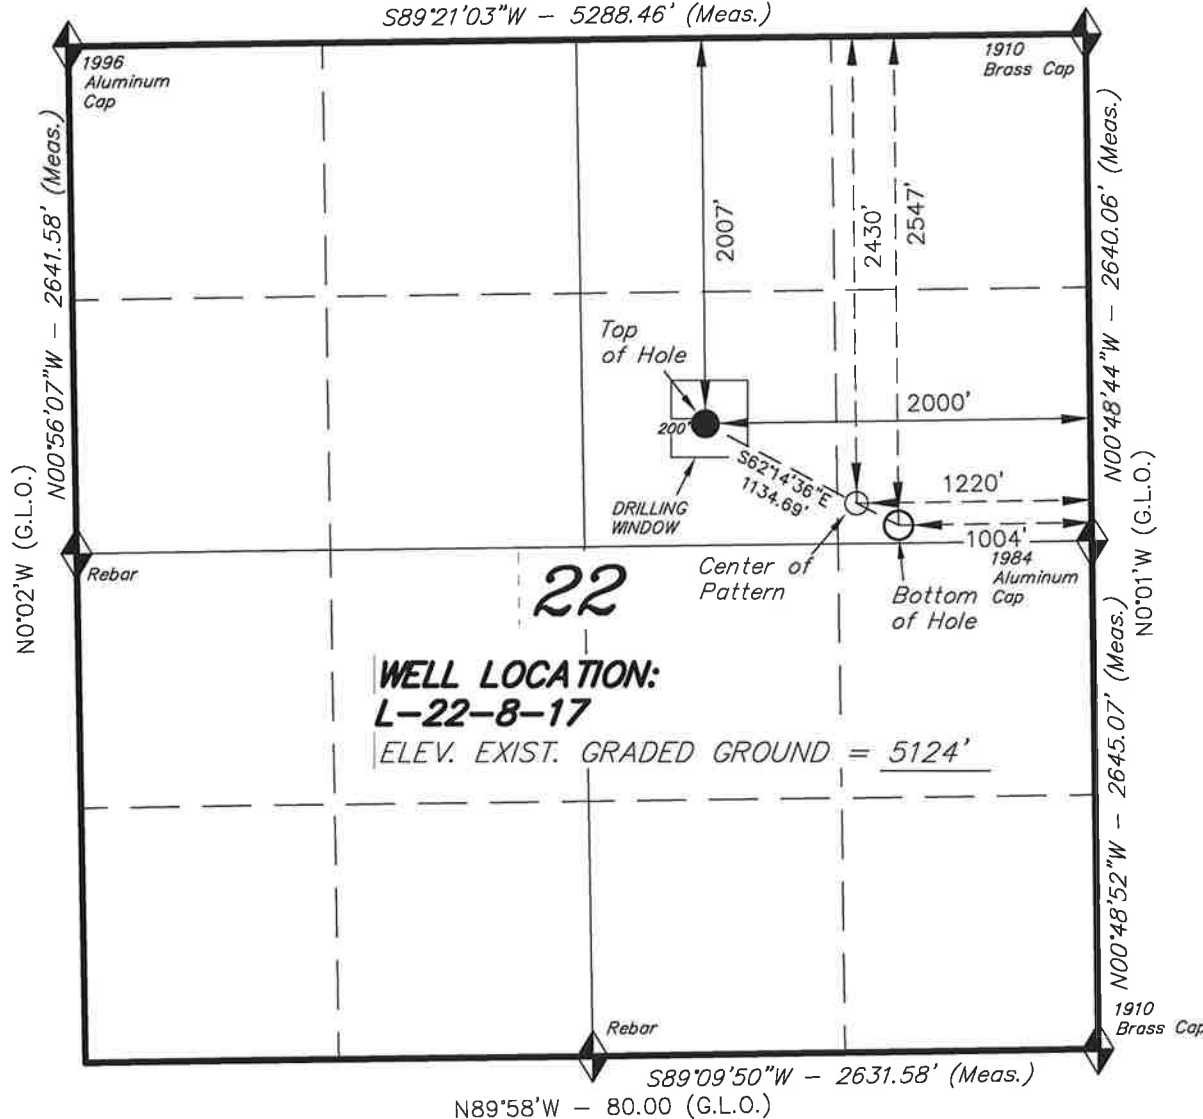 S89°21'03"W - 5288.46' (Meas.)
1996
Aluminum
Cap
1910
Brass Cap
N00°56'07"W - 2641.58' (Meas.)
N0°02'W (G.L.O.)
2007'
2430'
2547'
N00°48'44"W - 2640.06' (Meas.)
N0°01'W (G.L.O.)
Top
of Hole
200'
2000'
S62°14'36"E
1134.69'
DRILLING
WINDOW
1220'
1004'
Center of
Pattern
Bottom
of Hole
1984
Aluminum
Cap
Rebar
22
WELL LOCATION:
L-22-8-17
ELEV. EXIST. GRADED GROUND = 5124'
N00°48'52"W - 2645.07' (Meas.)
Rebar
1910
Brass Cap
S89°09'50"W - 2631.58' (Meas.)
N89°58'W - 80.00 (G.L.O.)